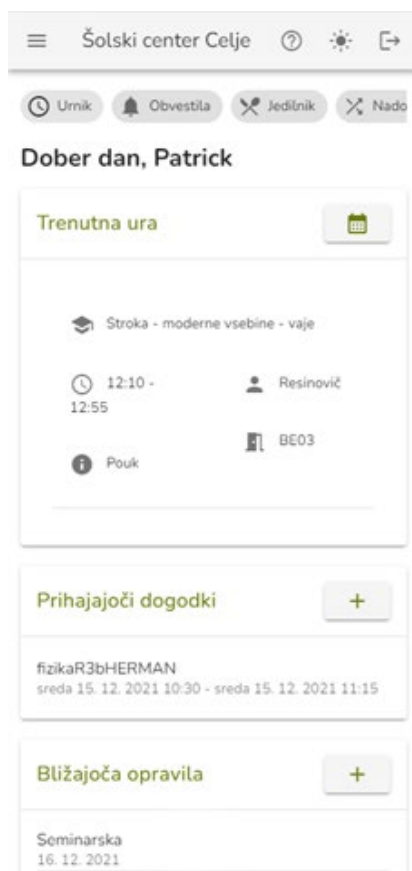 Šolski center Celje
Urnik Obvestila Jedilnik Nado
Dober dan, Patrick
Trenutna ura
Stroka - moderne vsebine - vaje
12:10 -
12:55
Resinovič
BE03
Pouk
Prihajajoči dogodki
fizikaR3bHERMAN
sreda 15. 12. 2021 10:30 - sreda 15. 12. 2021 11:15
Bližajoča opravila
Seminarska
16. 12. 2021